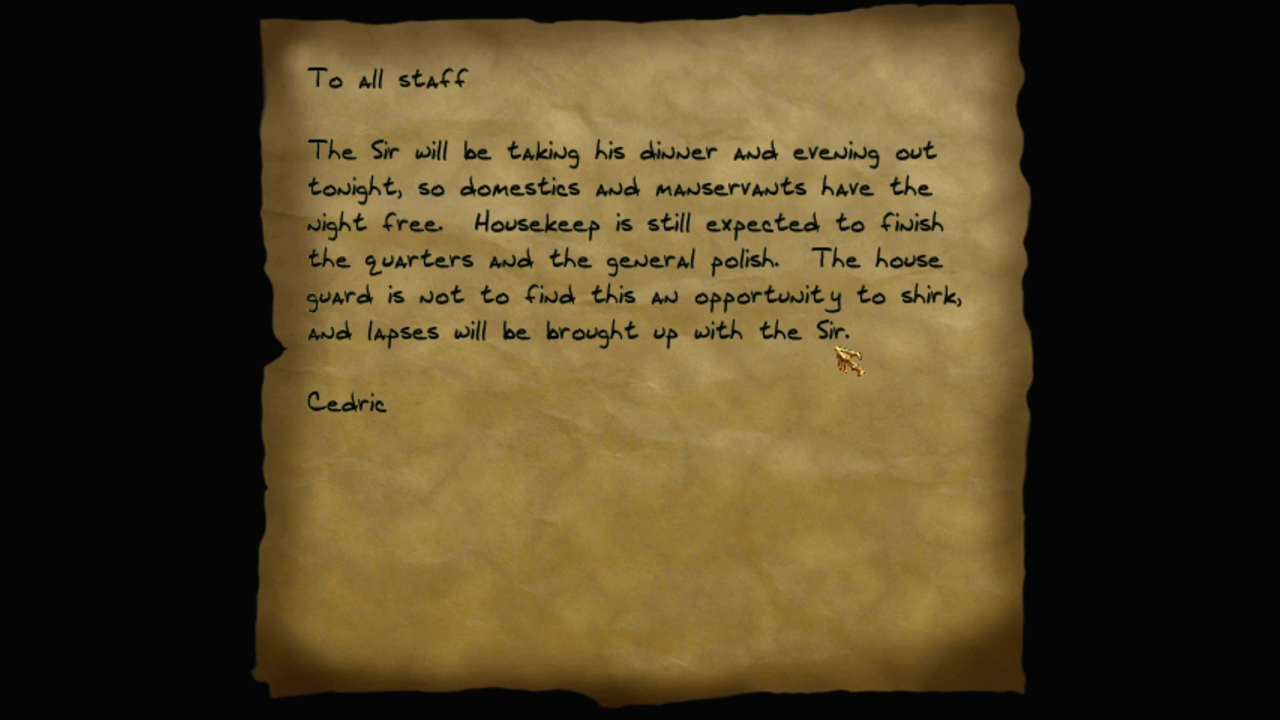 To all staff
The Sir will be taking his dinner and evening out
tonight, so domestics and manservants have the
night free.  Housekeep is still expected to finish
the quarters and the general polish.  The house
guard is not to find this an opportunity to shirk,
and lapses will be brought up with the Sir.
Cedric